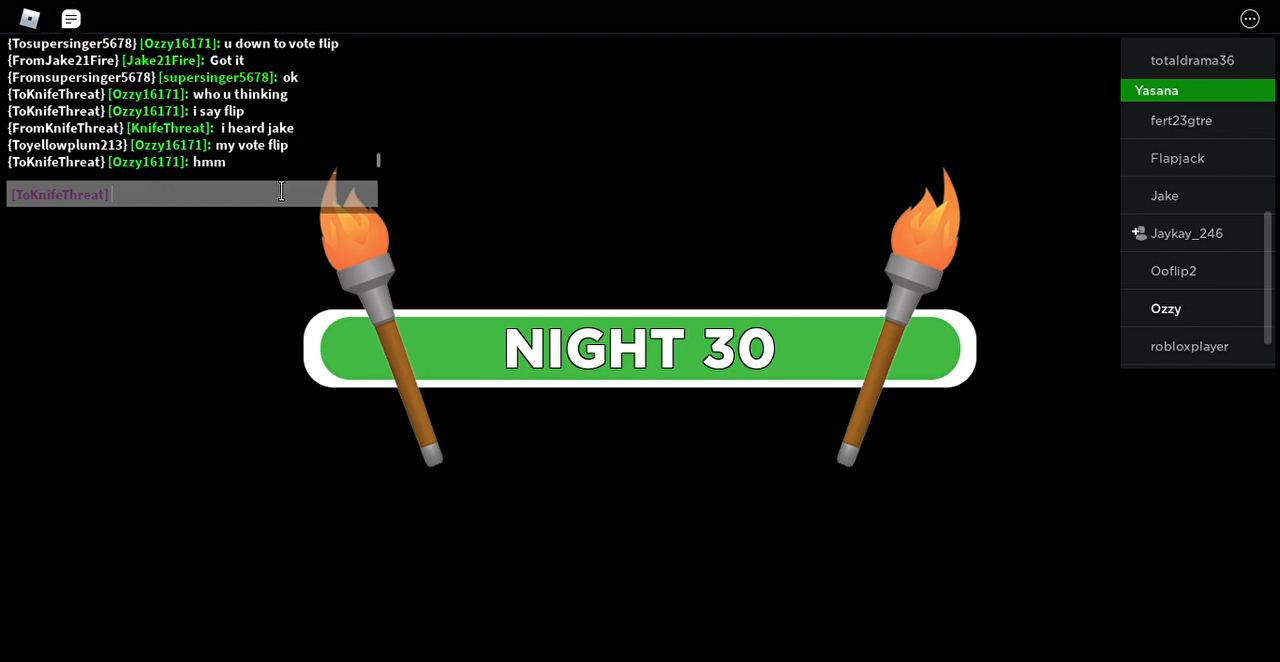 {Tosupersinger5678} [Ozzy16171]: u down to vote flip
{FromJake21Fire} [Jake21Fire]: Got it
{Fromsupersinger5678} [supersinger5678]: ok
{ToKnifeThreat} [Ozzy16171]: who u thinking
{ToKnifeThreat} [Ozzy16171]: i say flip
{FromKnifeThreat} [KnifeThreat]: i heard jake
{Toyellowplum213} [Ozzy16171]: my vote flip
{ToKnifeThreat} [Ozzy16171]: hmm
[ToKnifeThreat]
NIGHT 30
totaldrama36
Yasana
fert23gtre
Flapjack
Jake
Jaykay_246
Ooflip2
Ozzy
robloxplayer